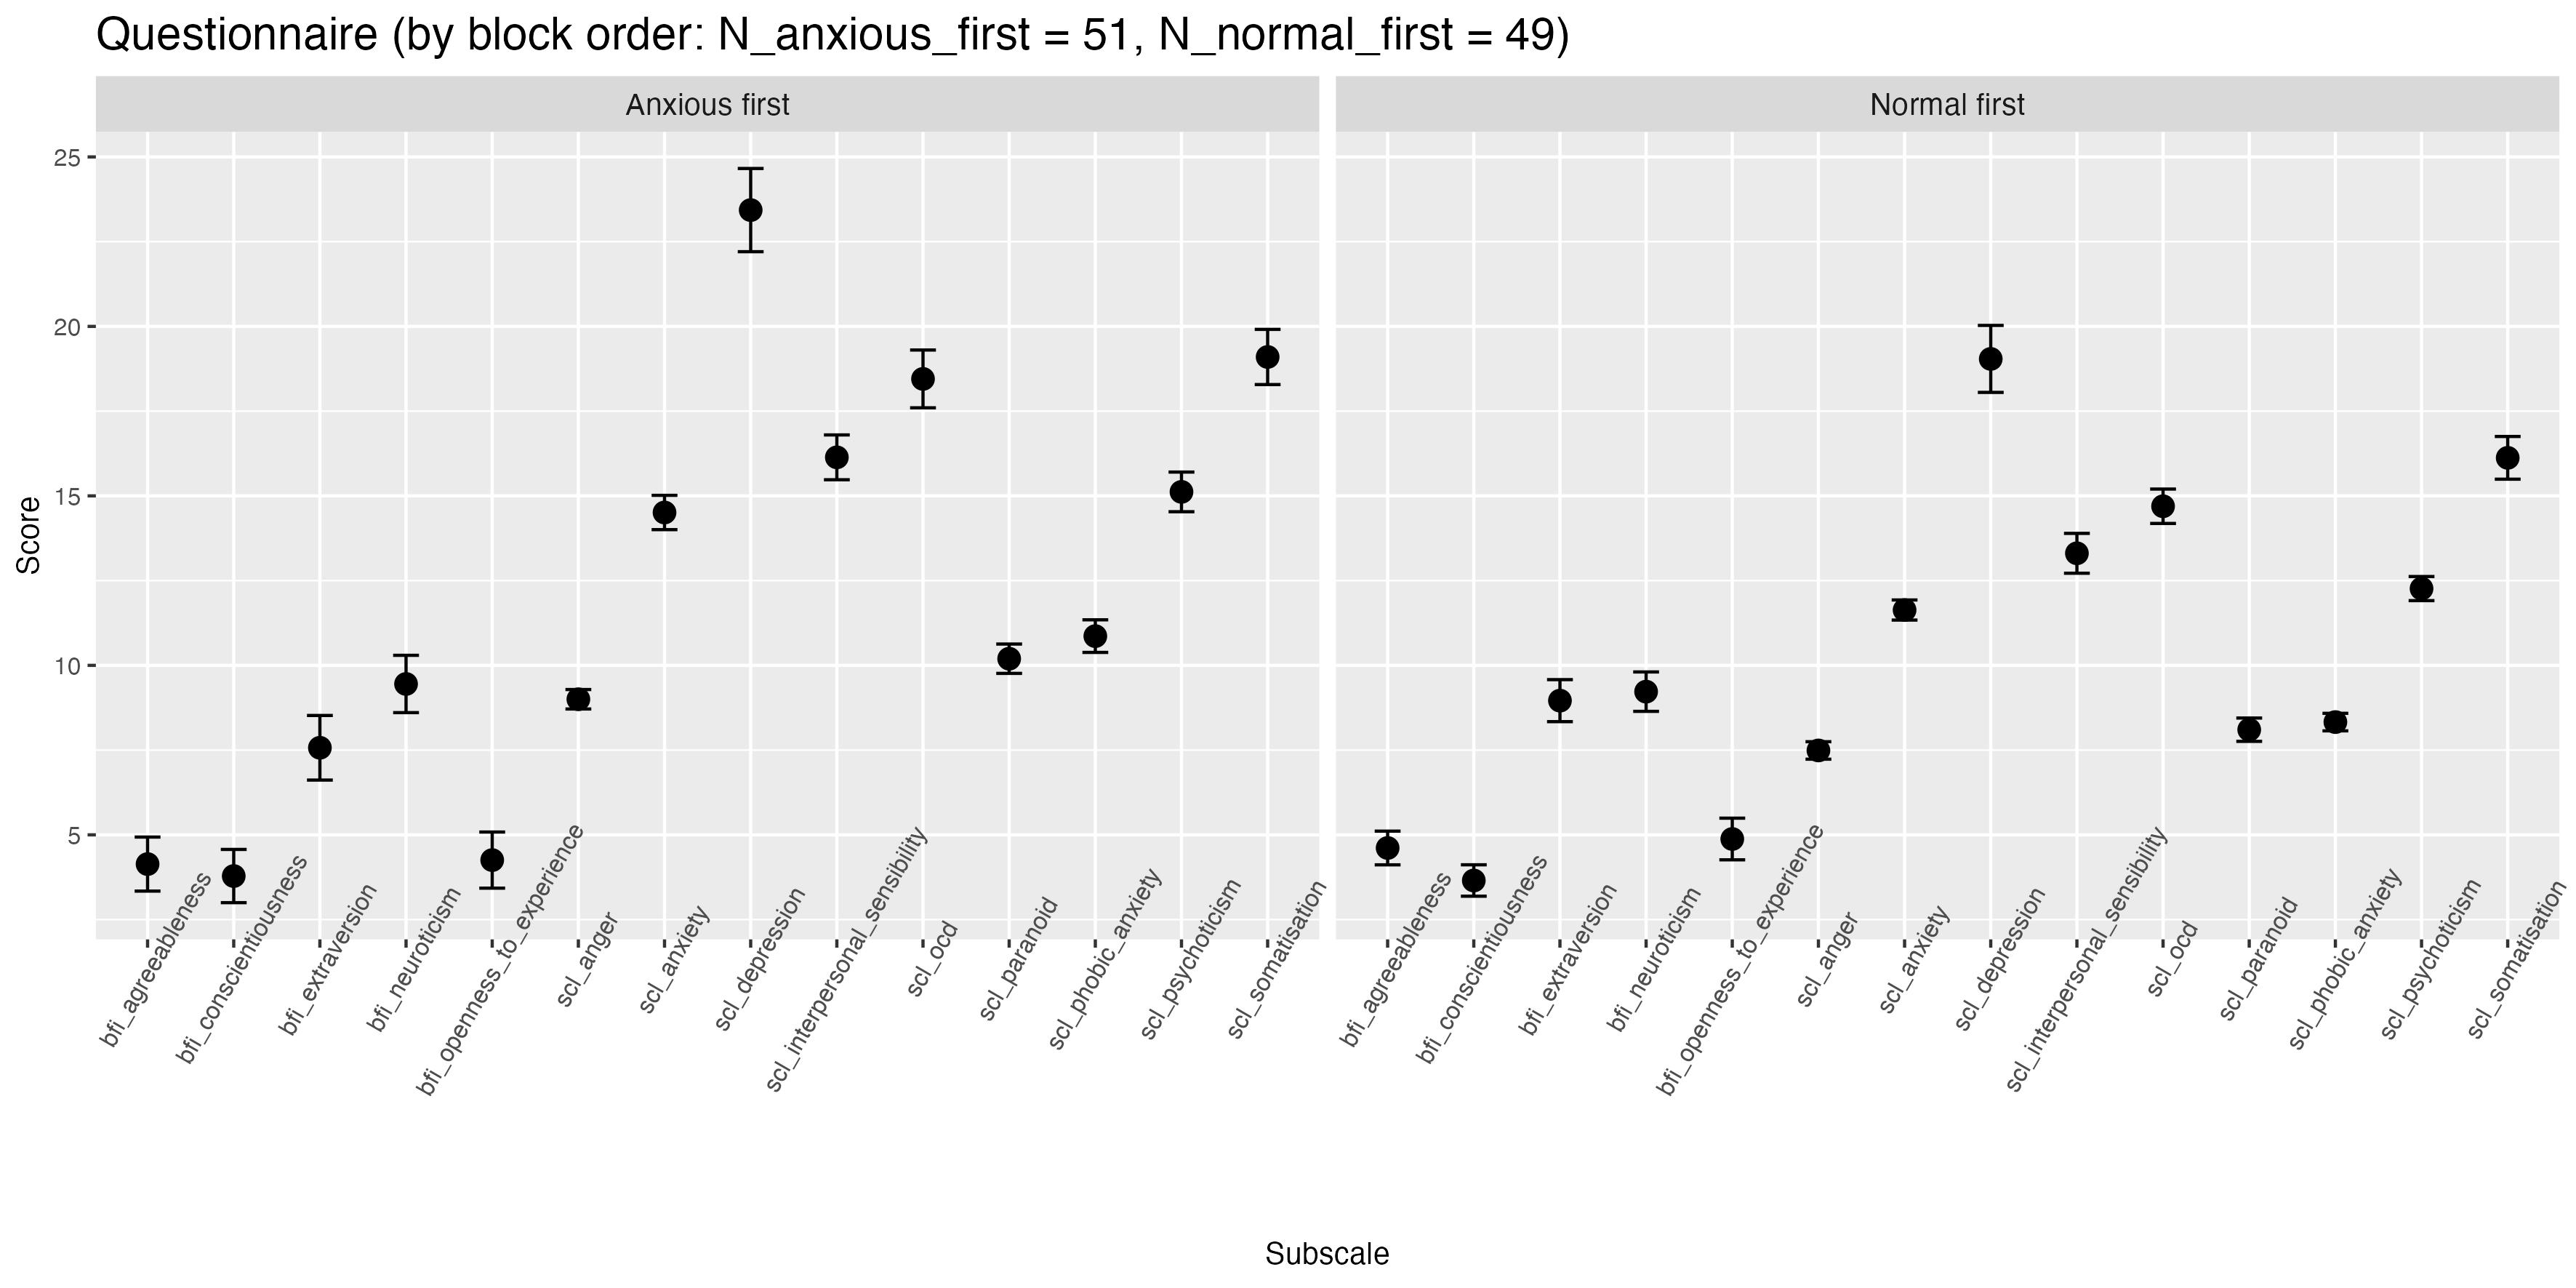 Questionnaire (by block order: N_anxious_first = 51, N_normal_first = 49)
Anxious first
Normal first
Score
25
20
15
10
5
bfi_agreeableness
bfi_conscientiousness
bfi_extraversion
bfi_neuroticism
bfi_openness_to_experience
scl_anger
scl_anxiety
scl_depression
scl_interpersonal_sensibility
scl_ocd
scl_paranoid
scl_phobic_anxiety
scl_psychoticism
scl_somatisation
bfi_agreeableness
bfi_conscientiousness
bfi_extraversion
bfi_neuroticism
bfi_openness_to_experience
scl_anger
scl_anxiety
scl_depression
scl_interpersonal_sensibility
scl_ocd
scl_paranoid
scl_phobic_anxiety
scl_psychoticism
scl_somatisation
Subscale